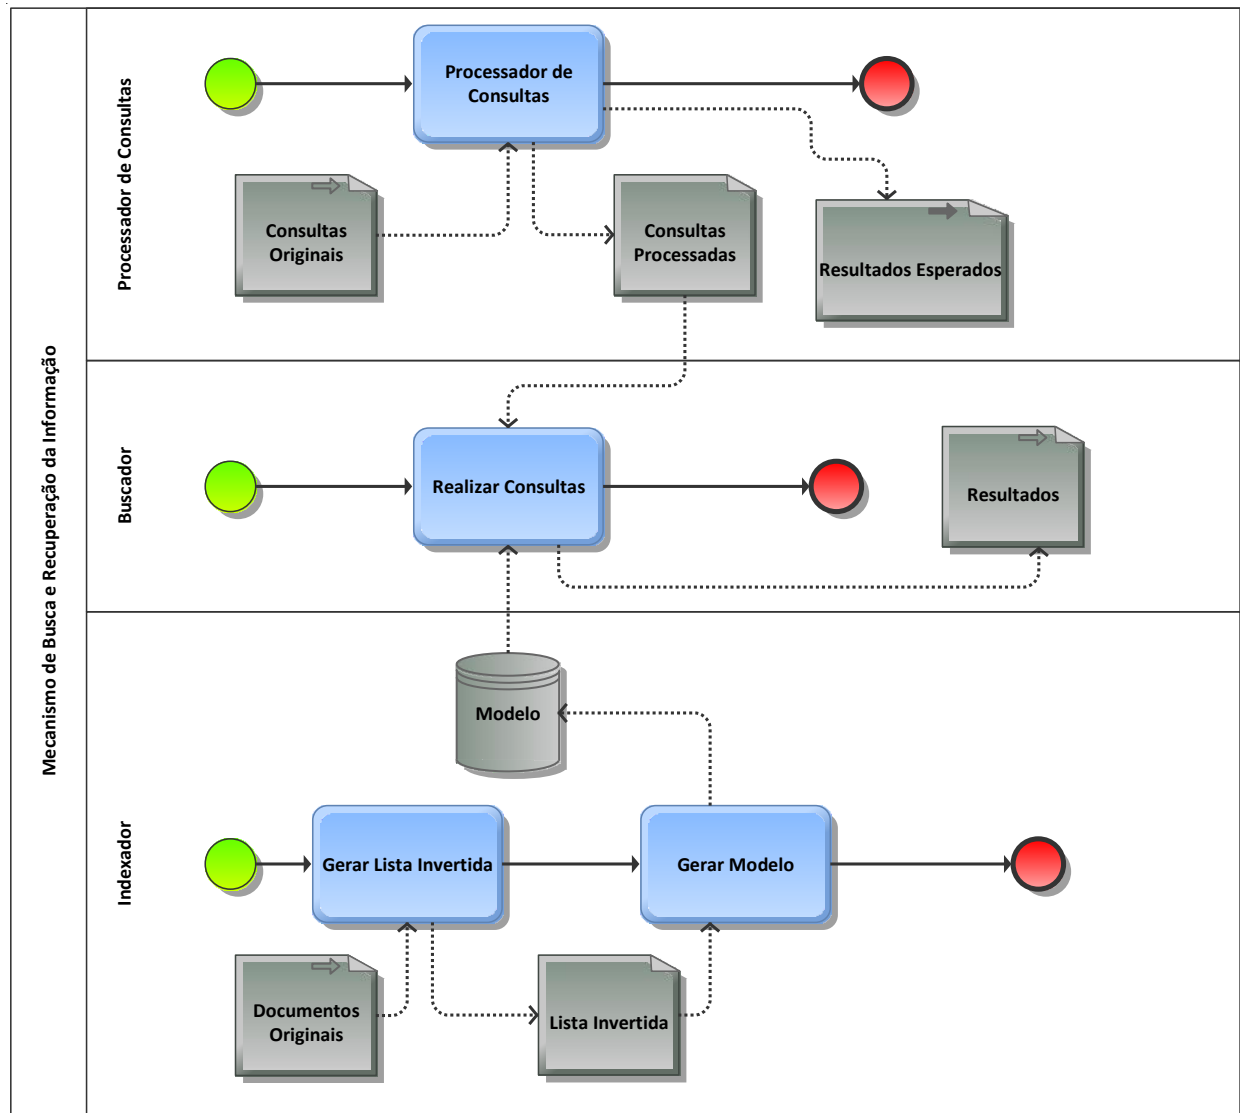 Mecanismo de Busca e Recuperação da Informação
Processador de Consultas
Processador de
Consultas
Consultas
Originais
Consultas
Processadas
Resultados Esperados
Buscador
Realizar Consultas
Resultados
Indexador
Modelo
Gerar Lista Invertida
Gerar Modelo
Documentos
Originais
Lista Invertida